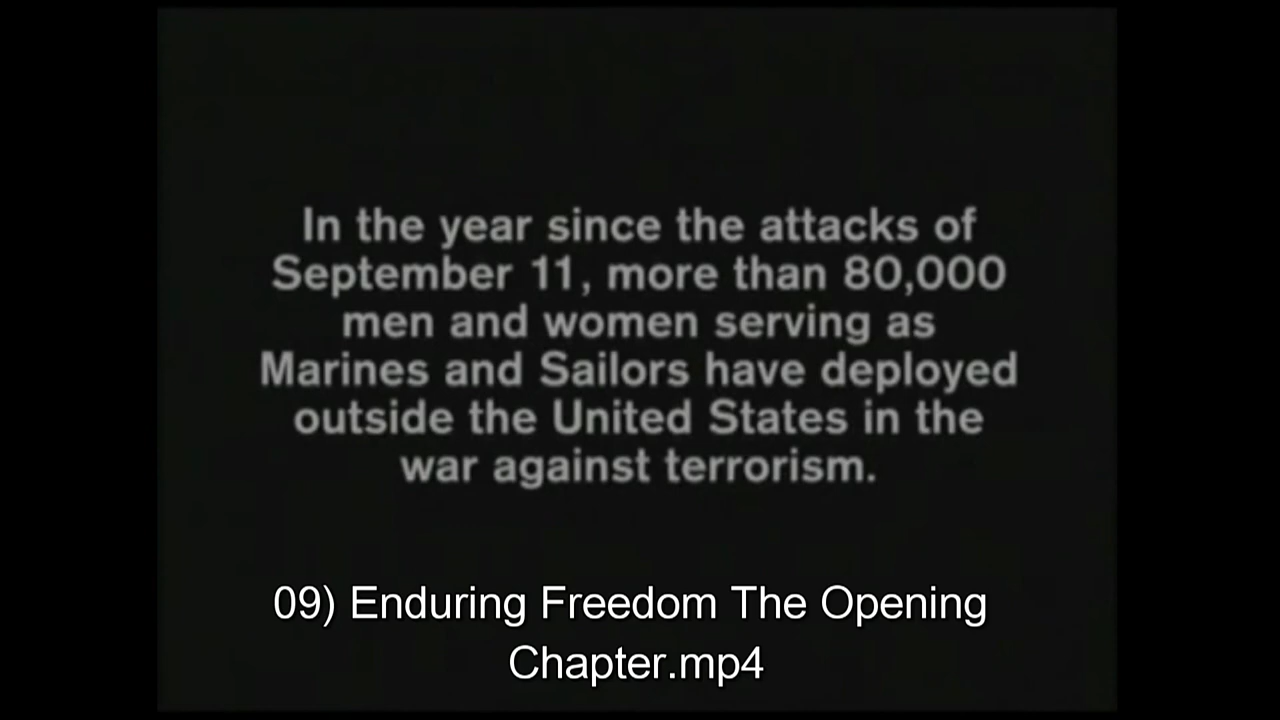 In the year since the attacks of
September 11, more than 80,000
men and women serving as
Marines and Sailors have deployed
outside the United States in the
war against terrorism.
09) Enduring Freedom The Opening
Chapter.mp4